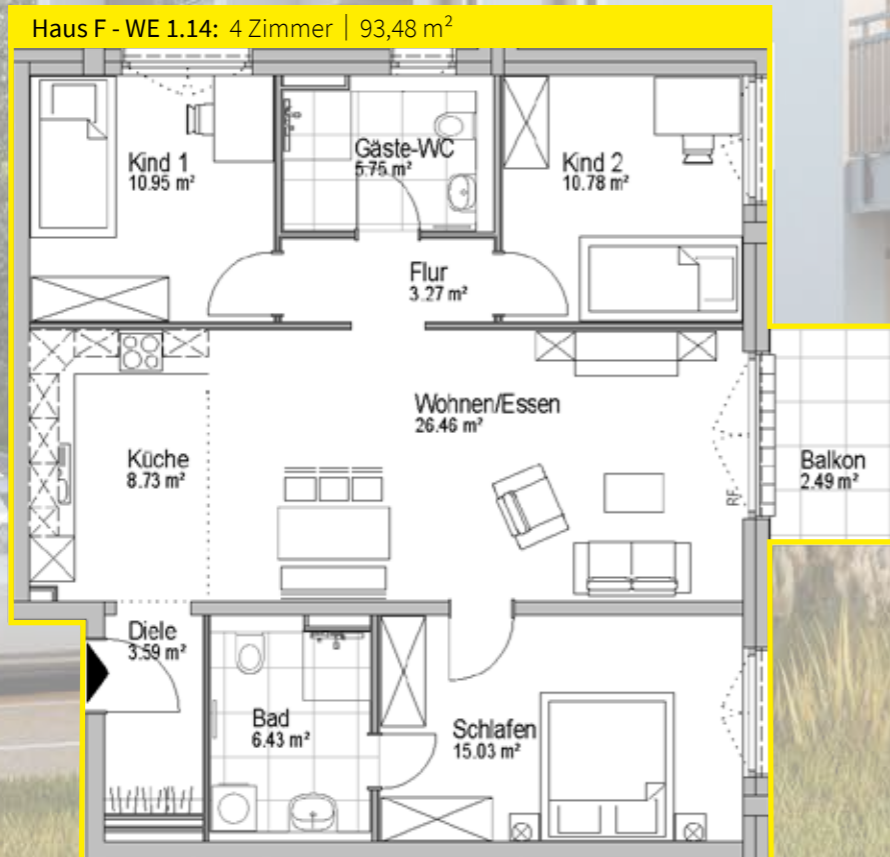 Haus F - WE 1.14: 4 Zimmer | 93,48 m²
Kind 1
10.95 m²
Gäste-WC
5.75 m²
Kind 2
10.78 m²
Flur
3.27 m²
Wohnen/Essen
26.46 m²
Küche
8.73 m²
RF
Balkon
2.49 m²
Diele
3.59 m²
Bad
6.43 m²
Schlafen
15.03 m²